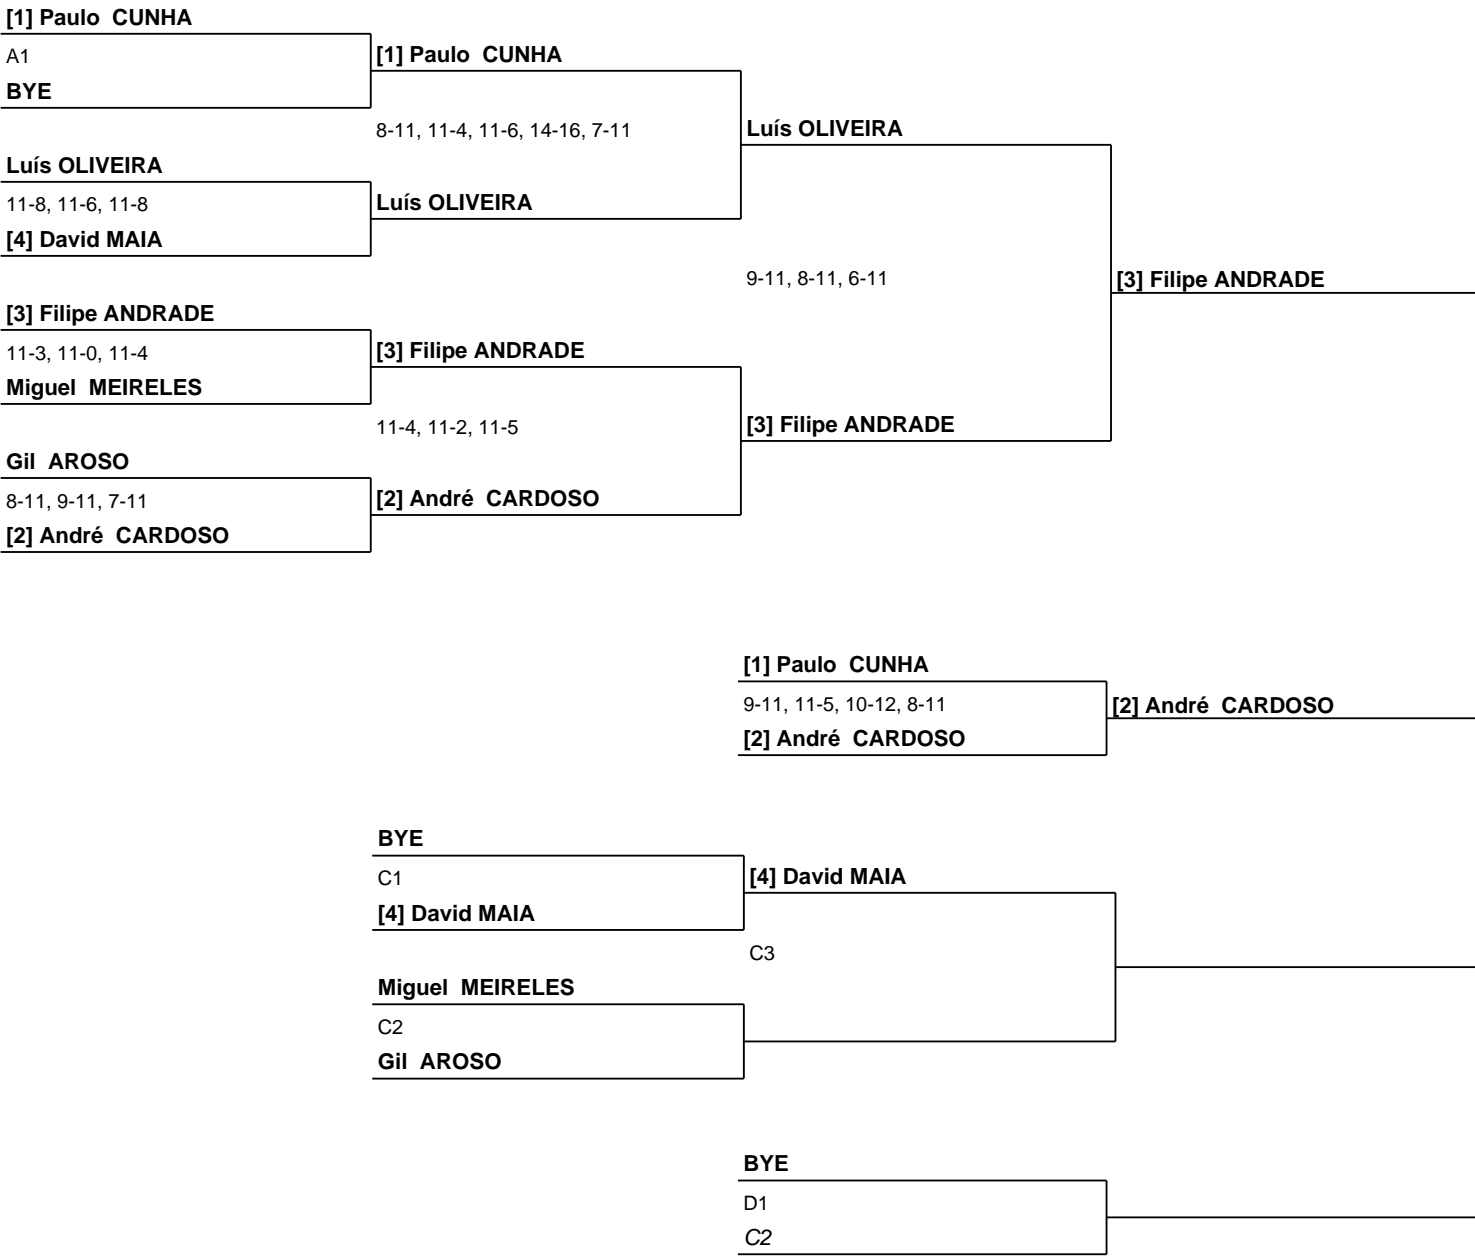 [1] Paulo  CUNHA
A1
[1] Paulo  CUNHA
BYE
8-11, 11-4, 11-6, 14-16, 7-11
Luís OLIVEIRA
Luís OLIVEIRA
11-8, 11-6, 11-8
Luís OLIVEIRA
[4] David MAIA
9-11, 8-11, 6-11
[3] Filipe ANDRADE
[3] Filipe ANDRADE
11-3, 11-0, 11-4
[3] Filipe ANDRADE
Miguel  MEIRELES
11-4, 11-2, 11-5
[3] Filipe ANDRADE
Gil  AROSO
8-11, 9-11, 7-11
[2] André  CARDOSO
[2] André  CARDOSO
[1] Paulo  CUNHA
9-11, 11-5, 10-12, 8-11
[2] André  CARDOSO
[2] André  CARDOSO
BYE
C1
[4] David MAIA
[4] David MAIA
C3
Miguel  MEIRELES
C2
Gil  AROSO
BYE
D1
C2